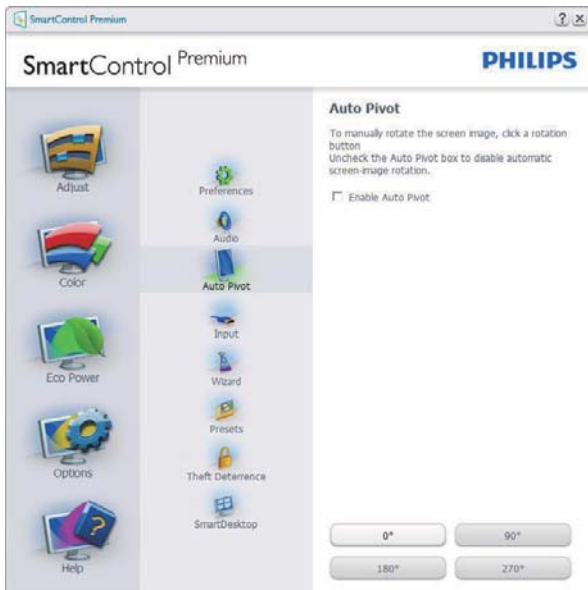 SmartControl Premium
? x
SmartControl Premium
PHILIPS
Adjust
Color
Eco Power
Options
Help
Preferences
Audio
Auto Pivot
Input
Wizard
Presets
Theft Deterrence
SmartDesktop
Auto Pivot
To manually rotate the screen image, click a rotation
button
Uncheck the Auto Pivot box to disable automatic
screen-image rotation.
Enable Auto Pivot
0°
90°
180°
270°